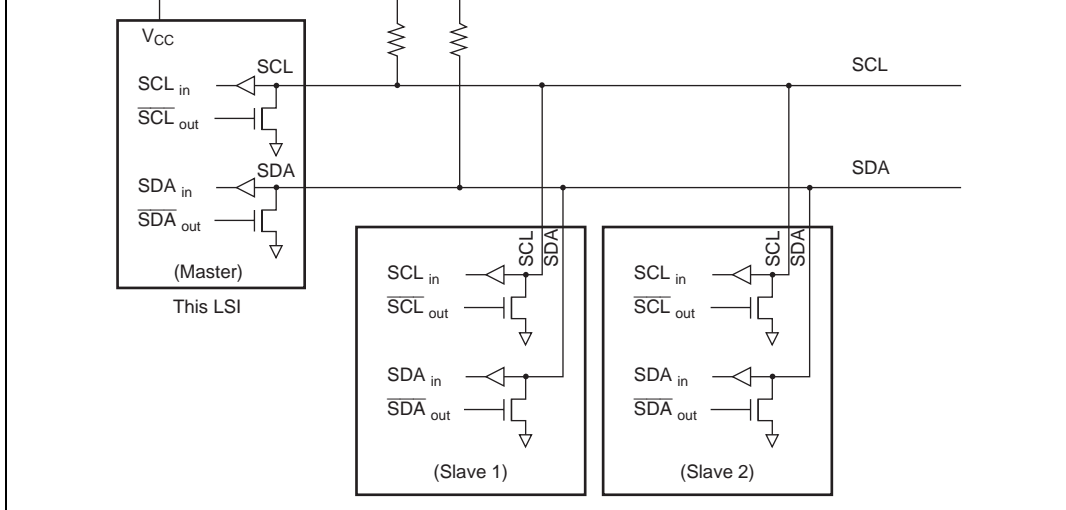 VCC
SCL
SCL in
SCL out
SDA
SDA in
SDA out
(Master)
This LSI
SCL
SDA
SCL
SDA
SCL in
SCL out
SDA in
SDA out
(Slave 1)
SCL
SDA
SCL in
SCL out
SDA in
SDA out
(Slave 2)